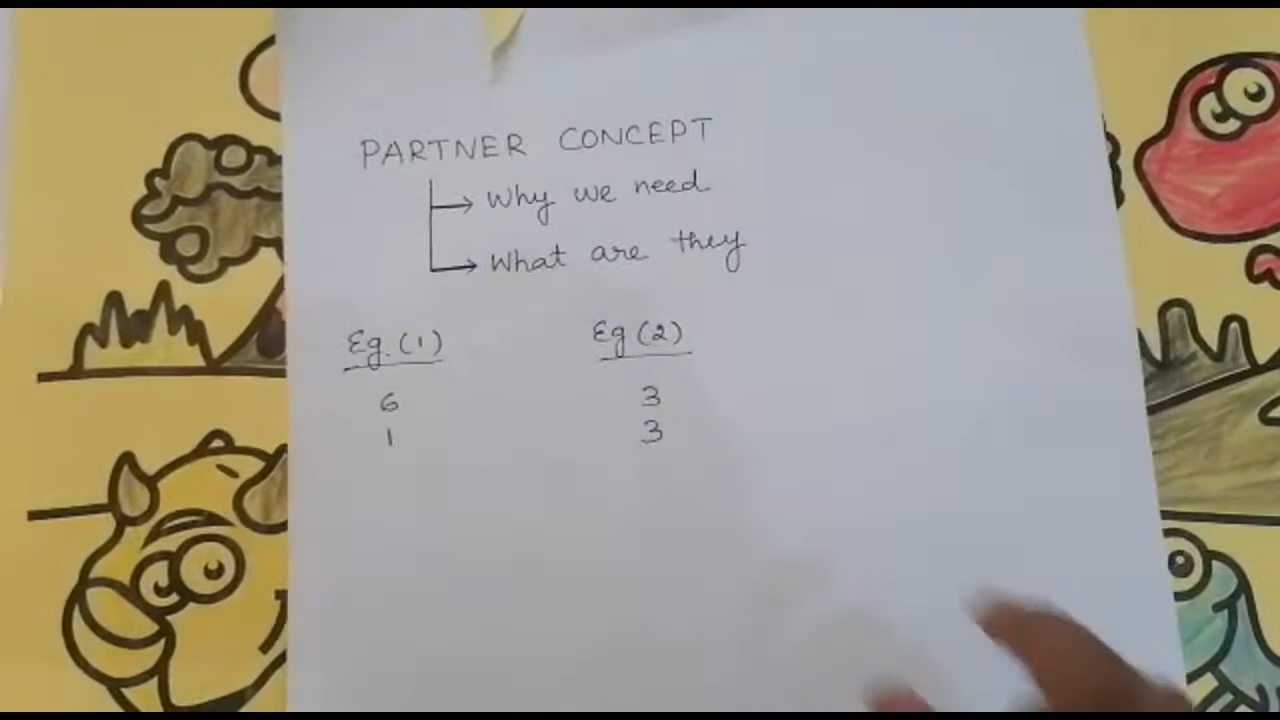 PARTNER CONCEPT
Why we need
What are they
Eg. (1) Eg (2)
6 3
1 3